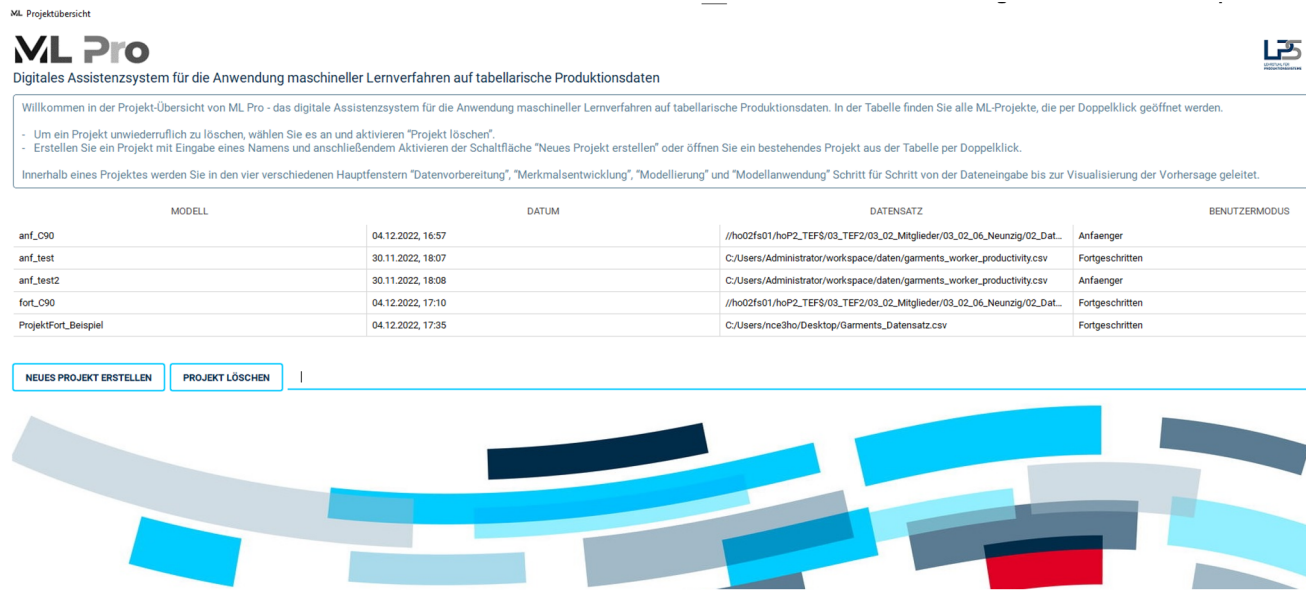 ML Projektübersicht
ML Pro
LPS
LEHRSTUHL FÜR
PRODUKTIONSSYSTEME
Digitales Assistenzsystem für die Anwendung maschineller Lernverfahren auf tabellarische Produktionsdaten
Willkommen in der Projekt-Übersicht von ML Pro - das digitale Assistenzsystem für die Anwendung maschineller Lernverfahren auf tabellarische Produktionsdaten. In der Tabelle finden Sie alle ML-Projekte, die per Doppelklick geöffnet werden.
- Um ein Projekt unwiederruflich zu löschen, wählen Sie es an und aktivieren "Projekt löschen".
- Erstellen Sie ein Projekt mit Eingabe eines Namens und anschließendem Aktivieren der Schaltfläche "Neues Projekt erstellen" oder öffnen Sie ein bestehendes Projekt aus der Tabelle per Doppelklick.
Innerhalb eines Projektes werden Sie in den vier verschiedenen Hauptfenstern "Datenvorbereitung", "Merkmalsentwicklung", "Modellierung" und "Modellanwendung" Schritt für Schritt von der Dateneingabe bis zur Visualisierung der Vorhersage geleitet.
MODELL DATUM DATENSATZ BENUTZERMODUS
anf_C90 04.12.2022, 16:57 //ho02fs01/hoP2_TEF$/03_TEF2/03_02_Mitglieder/03_02_06_Neunzig/02_Dat... Anfaenger
anf_test 30.11.2022, 18:07 C:/Users/Administrator/workspace/daten/garments_worker_productivity.csv Fortgeschritten
anf_test2 30.11.2022, 18:08 C:/Users/Administrator/workspace/daten/garments_worker_productivity.csv Anfaenger
fort_C90 04.12.2022, 17:10 //ho02fs01/hoP2_TEF$/03_TEF2/03_02_Mitglieder/03_02_06_Neunzig/02_Dat... Fortgeschritten
ProjektFort_Beispiel 04.12.2022, 17:35 C:/Users/nce3ho/Desktop/Garments_Datensatz.csv Fortgeschritten
NEUES PROJEKT ERSTELLEN PROJEKT LÖSCHEN